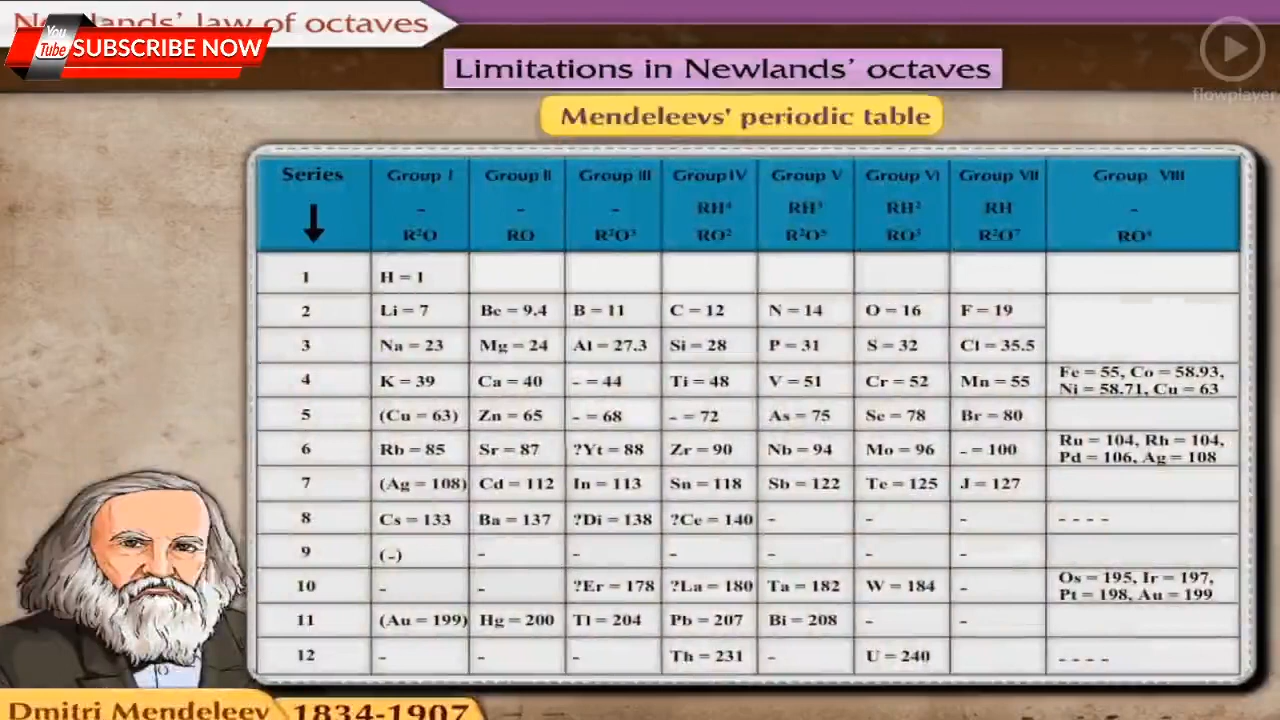 Newlands' law of octaves
You
Tube
SUBSCRIBE NOW
Limitations in Newlands' octaves
flowplayer
Mendeleevs' periodic table
Series Group I Group II Group III Group IV Group V Group VI Group VII Group VIII
- - - RH⁴ RH³ RH² RH -
R²O RO R²O³ RO² R²O⁵ RO³ R²O⁷ RO⁴
1 H = 1
2 Li = 7 Be = 9.4 B = 11 C = 12 N = 14 O = 16 F = 19
3 Na = 23 Mg = 24 Al = 27.3 Si = 28 P = 31 S = 32 Cl = 35.5
4 K = 39 Ca = 40 - = 44 Ti = 48 V = 51 Cr = 52 Mn = 55 Fe = 55, Co = 58.93,
Ni = 58.71, Cu = 63
5 (Cu = 63) Zn = 65 - = 68 - = 72 As = 75 Se = 78 Br = 80
6 Rb = 85 Sr = 87 ?Yt = 88 Zr = 90 Nb = 94 Mo = 96 - = 100 Ru = 104, Rh = 104,
Pd = 106, Ag = 108
7 (Ag = 108) Cd = 112 In = 113 Sn = 118 Sb = 122 Te = 125 J = 127
8 Cs = 133 Ba = 137 ?Di = 138 ?Ce = 140 - - - - - - -
9 (-) - - - - - -
10 - - ?Er = 178 ?La = 180 Ta = 182 W = 184 - Os = 195, Ir = 197,
Pt = 198, Au = 199
11 (Au = 199) Hg = 200 Tl = 204 Pb = 207 Bi = 208 - -
12 - - - Th = 231 - U = 240 - - - -
Dmitri Mendeleev 1834-1907